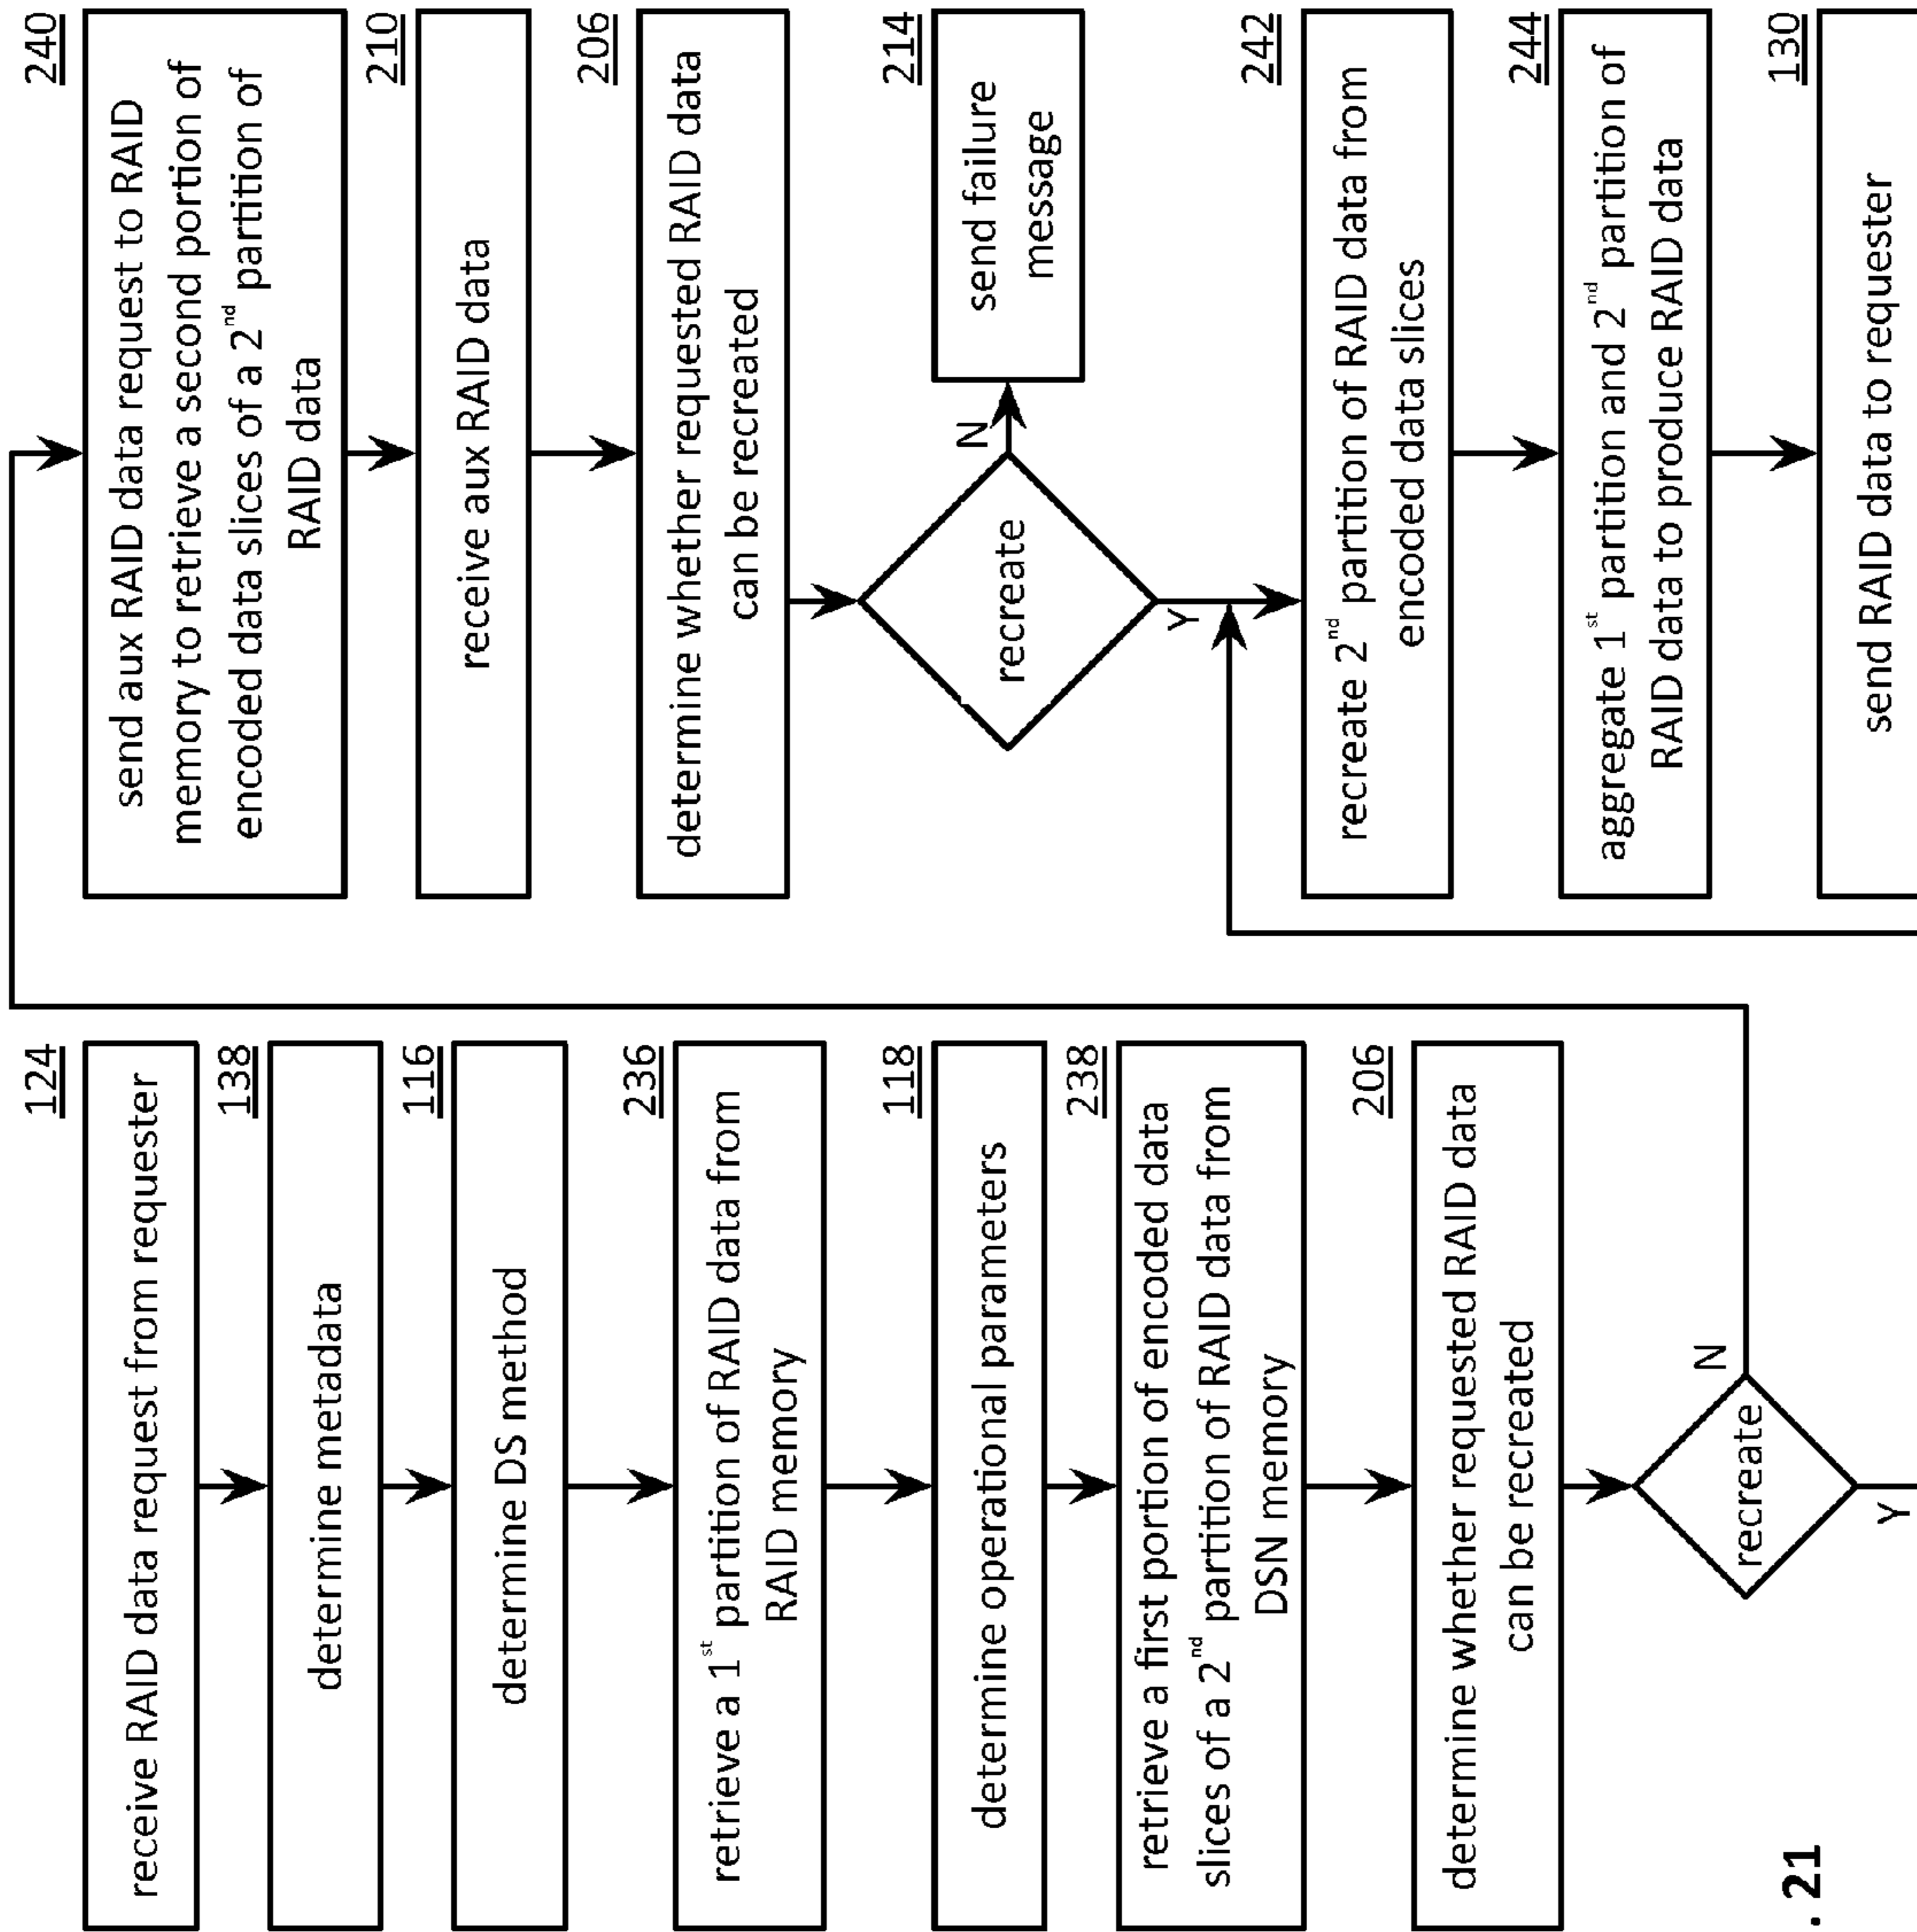 124
receive RAID data request from requester
138
determine metadata
116
determine DS method
236
retrieve a 1st partition of RAID data from
RAID memory
118
determine operational parameters
238
retrieve a first portion of encoded data
slices of a 2nd partition of RAID data from
DSN memory
206
determine whether requested RAID data
can be recreated
recreate
N
Y
240
send aux RAID data request to RAID
memory to retrieve a second portion of
encoded data slices of a 2nd partition of
RAID data
210
receive aux RAID data
206
determine whether requested RAID data
can be recreated
recreate
N
214
send failure
message
Y
242
recreate 2nd partition of RAID data from
encoded data slices
244
aggregate 1st partition and 2nd partition of
RAID data to produce RAID data
130
send RAID data to requester
. 21